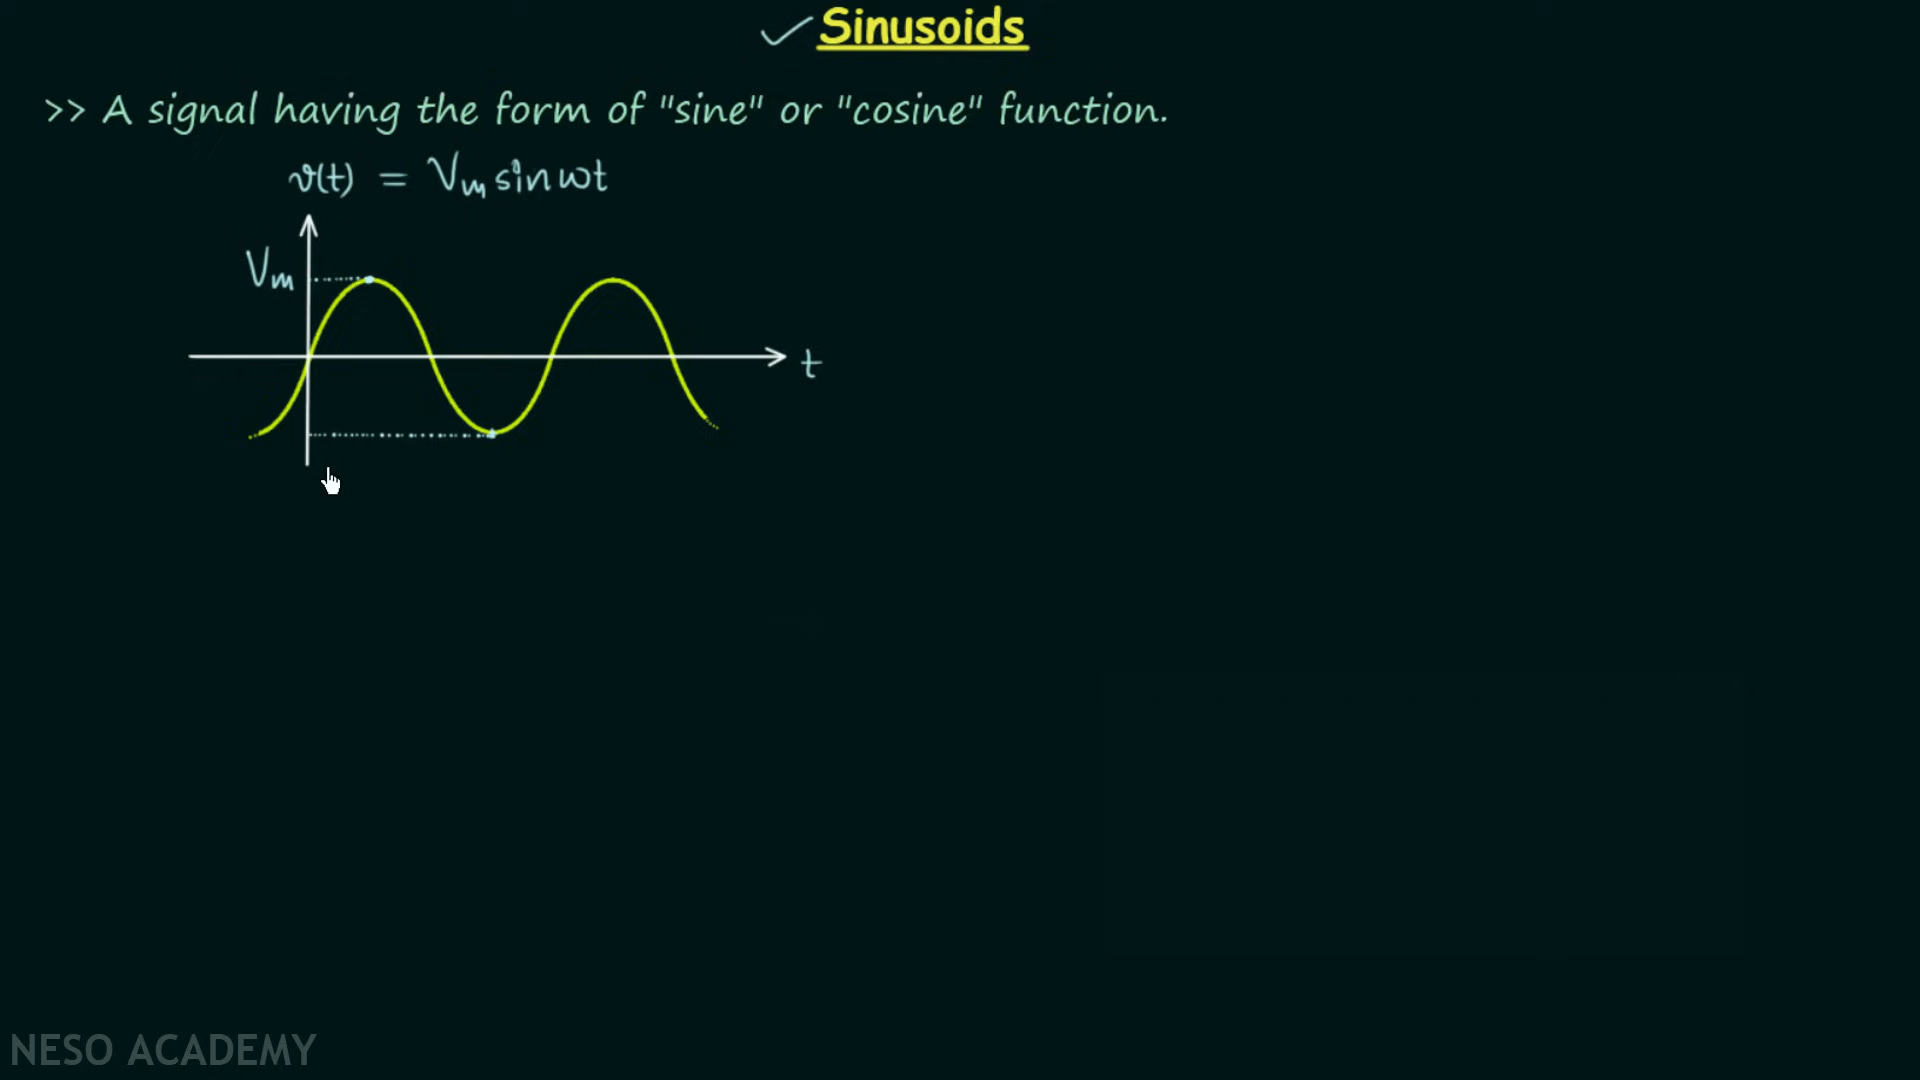 Sinusoids
>> A signal having the form of "sine" or "cosine" function.
v(t) = Vm sin ωt
Vm
t
NESO ACADEMY